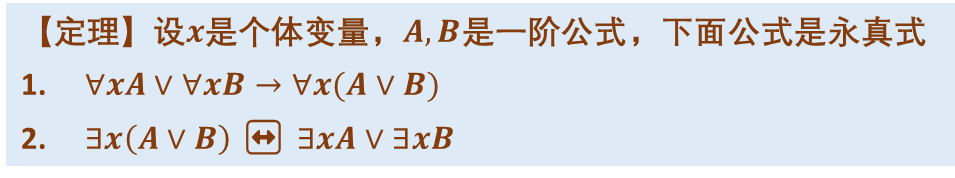 【定理】设x是个体变量，A, B是一阶公式，下面公式是永真式
1. ∀xA ∨ ∀xB → ∀x(A ∨ B)
2. ∃x(A ∨ B) ↔ ∃xA ∨ ∃xB